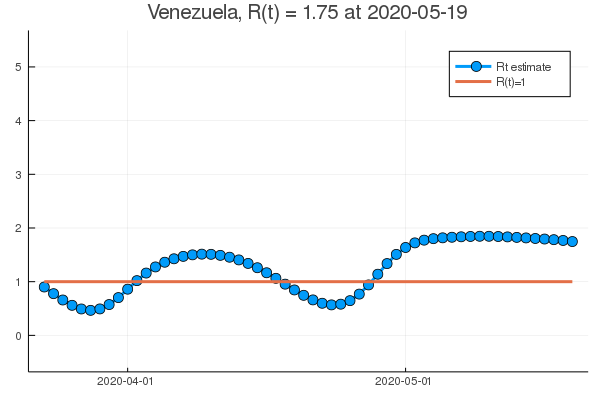 Venezuela, R(t) = 1.75 at 2020-05-19
Rt estimate
R(t)=1
5
4
3
2
1
0
2020-04-01
2020-05-01